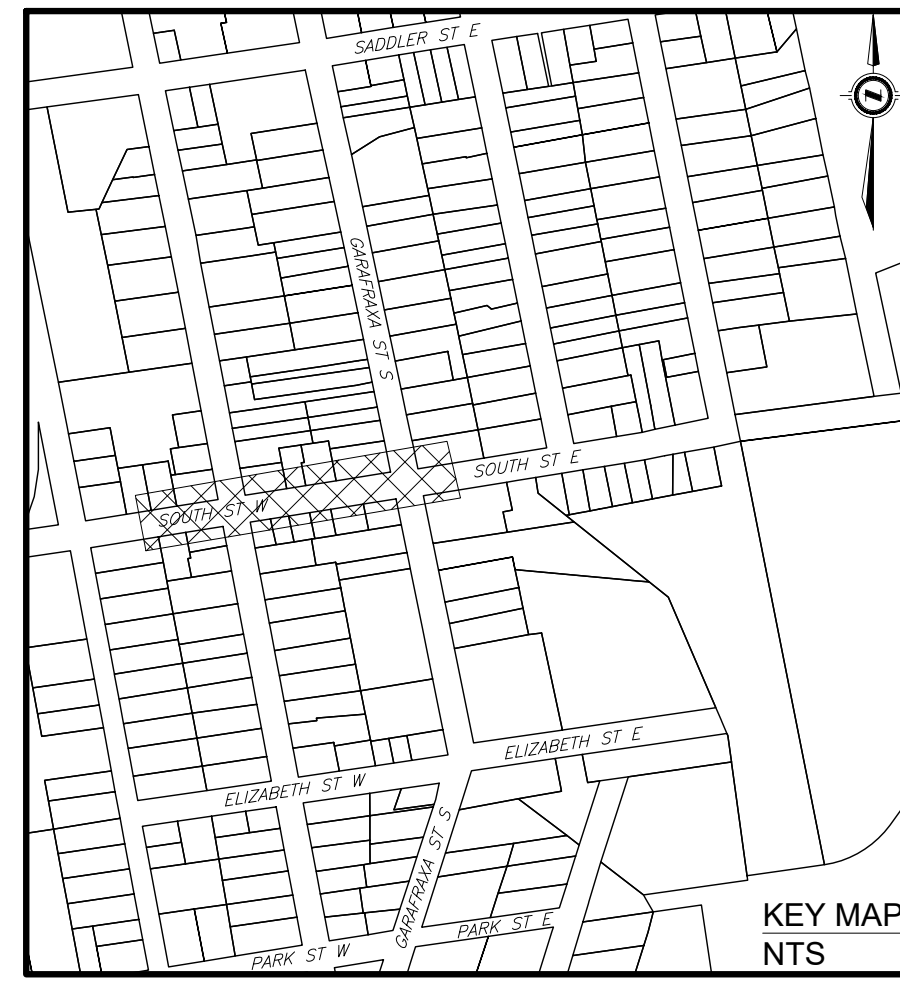 SADDLER ST E
GARAFRAXA ST S
SOUTH ST E
SOUTH ST W
ELIZABETH ST E
ELIZABETH ST W
GARAFRAXA ST S
PARK ST E
PARK ST W
KEY MAP
NTS